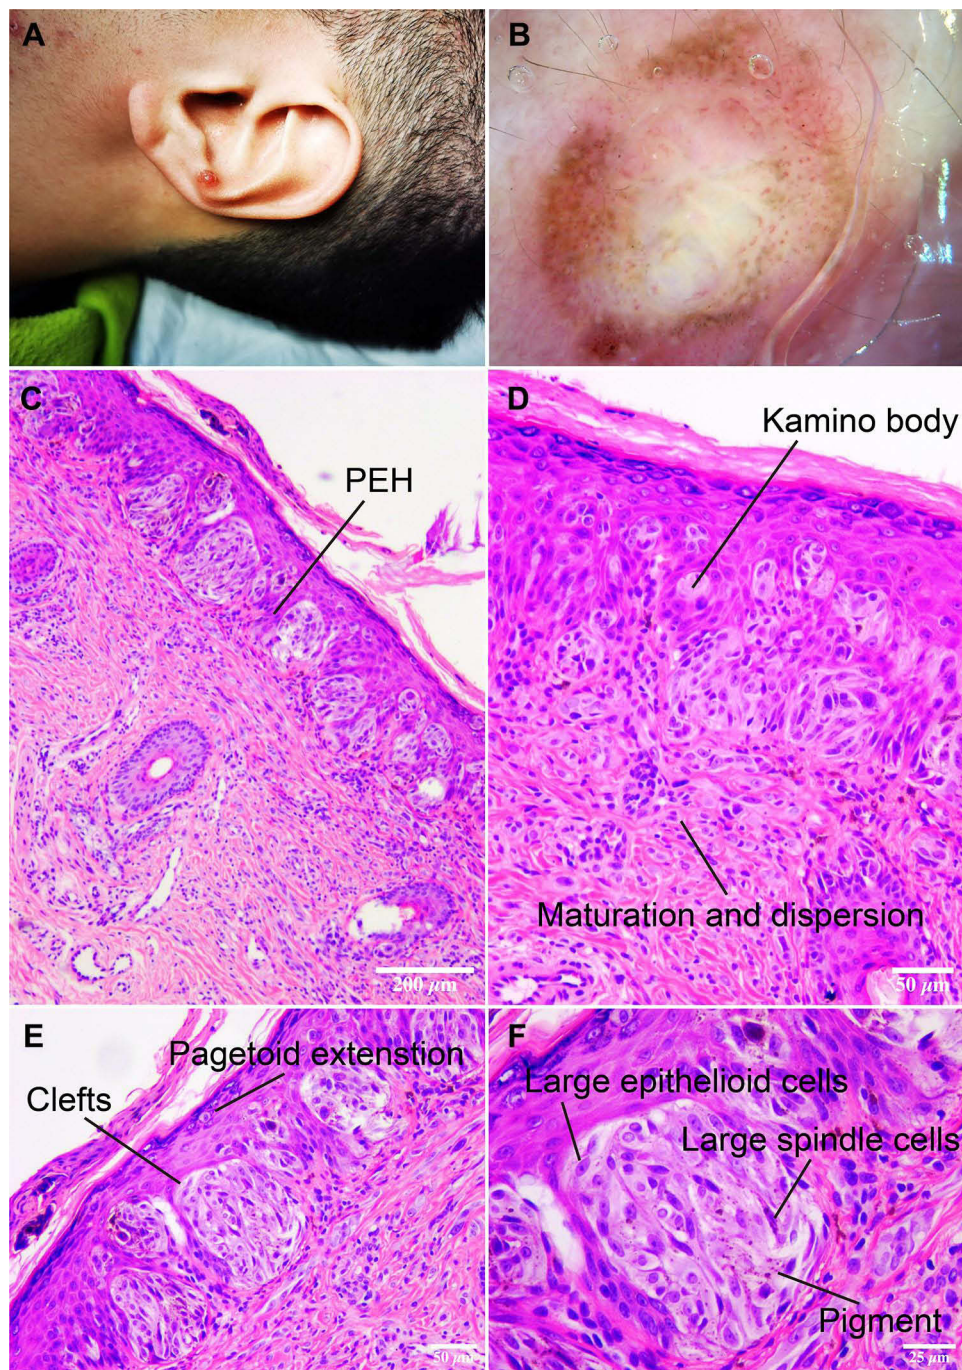 A
B
C
PEH
200 µm
D
Kamino body
Maturation and dispersion
50 µm
E
Pagetoid extenstion
Clefts
50 µm
F
Large epithelioid cells
Large spindle cells
Pigment
25 µm